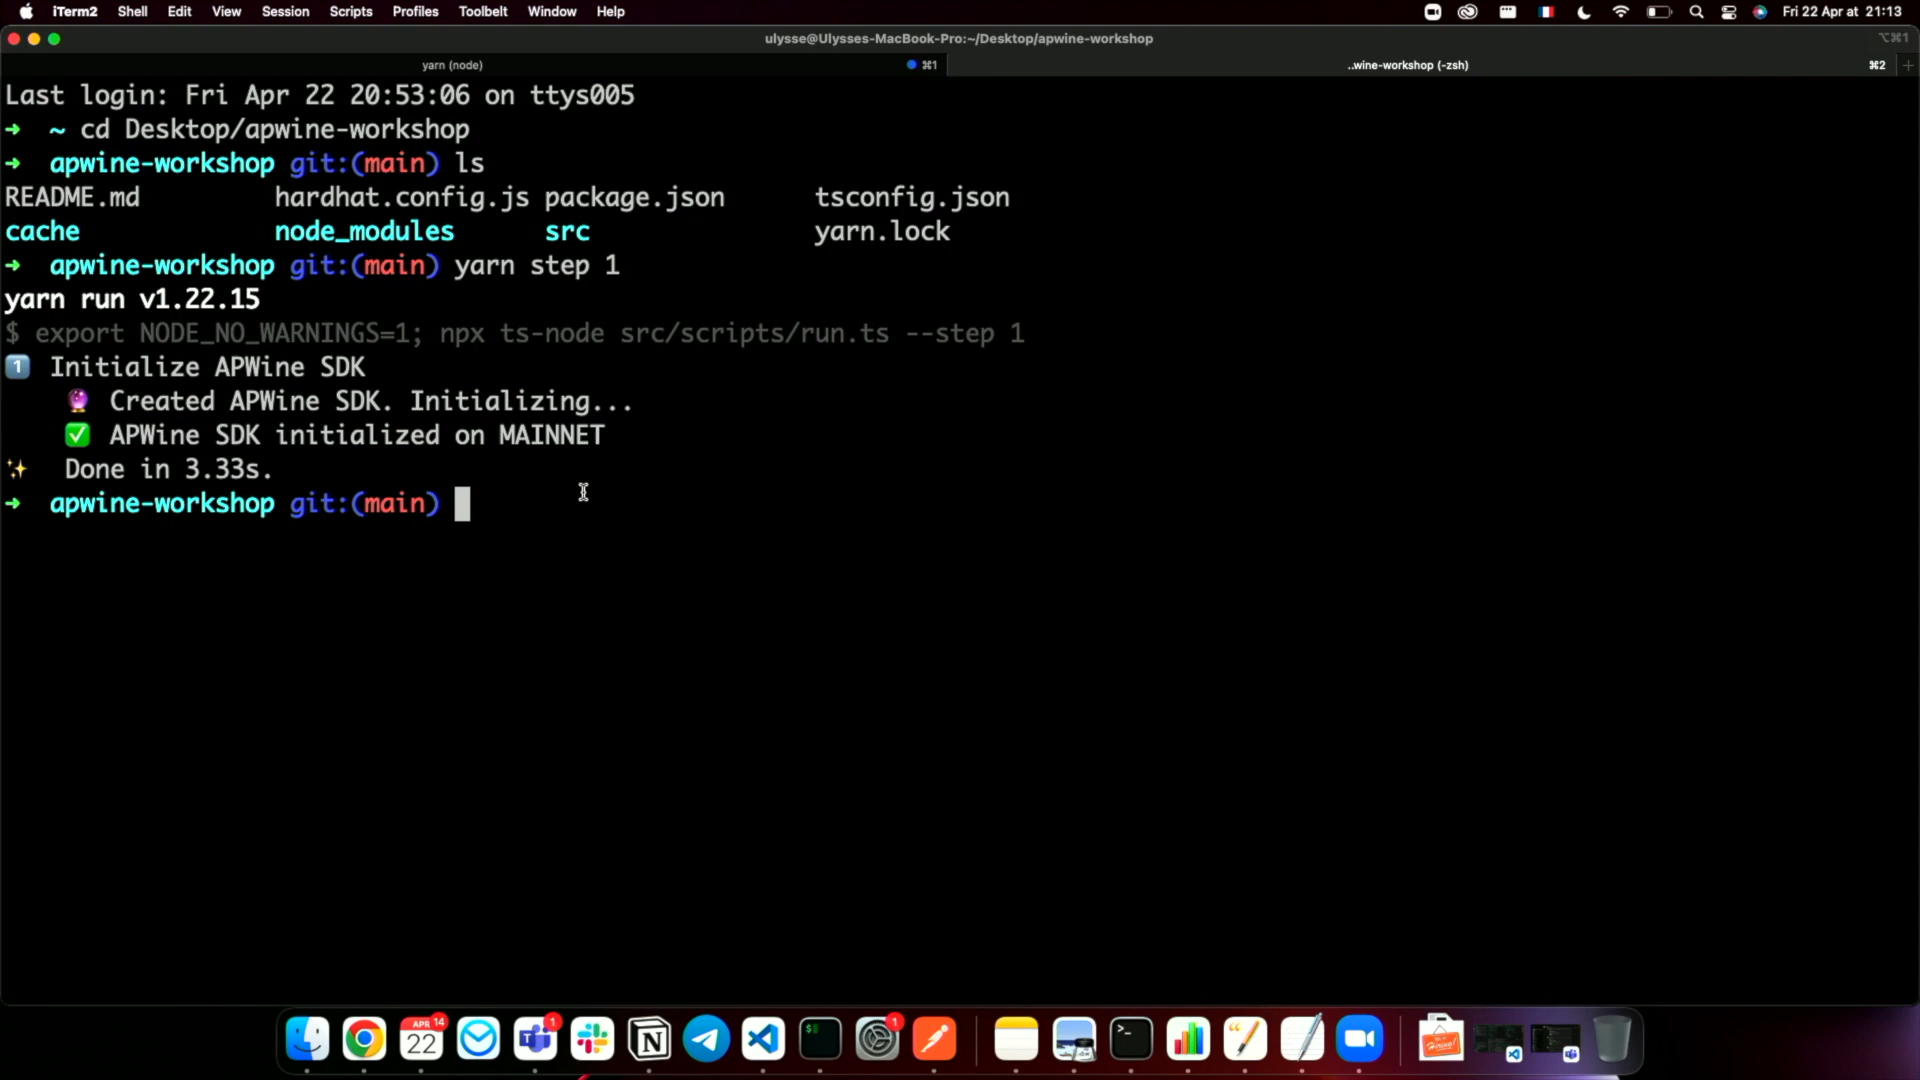 iTerm2 Shell Edit View Session Scripts Profiles Toolbelt Window Help Fri 22 Apr at 21:13
ulysse@Ulysses-MacBook-Pro:~/Desktop/apwine-workshop ⌥⌘1
yarn (node) ⌘1 ..wine-workshop (-zsh) ⌘2
Last login: Fri Apr 22 20:53:06 on ttys005
➜ ~ cd Desktop/apwine-workshop
➜ apwine-workshop git:(main) ls
README.md hardhat.config.js package.json tsconfig.json
cache node_modules src yarn.lock
➜ apwine-workshop git:(main) yarn step 1
yarn run v1.22.15
$ export NODE_NO_WARNINGS=1; npx ts-node src/scripts/run.ts --step 1
1 Initialize APWine SDK
🔮 Created APWine SDK. Initializing...
✅ APWine SDK initialized on MAINNET
✨ Done in 3.33s.
➜ apwine-workshop git:(main)
APR 14 1 $ 1 >_
22 N